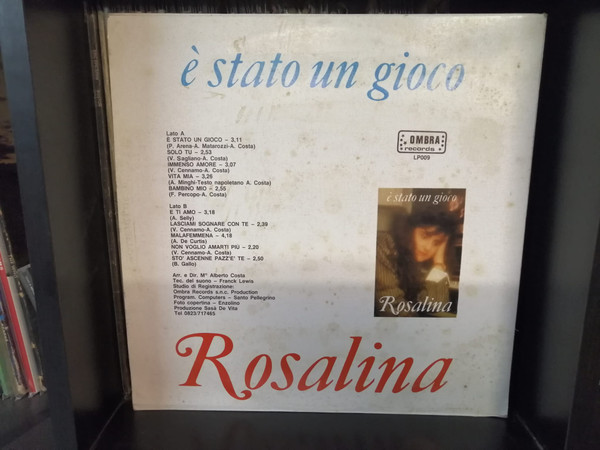 è stato un gioco
Lato A
E STATO UN GIOCO – 3,11
(P. Arena-A. Matarozzi-A. Costa)
SOLO TU – 2,53
(V. Sagliano-A. Costa)
IMMENSO AMORE – 3,07
(V. Cennamo-A. Costa)
VITA MIA – 3,26
(A. Minghi-Testo napoletano A. Costa)
BAMBINO MIO – 2,55
(F. Percopo-A. Costa)
Lato B
E TI AMO – 3,18
(A. Selly)
LASCIAMI SOGNARE CON TE – 2,39
(V. Cennamo-A. Costa)
MALAFEMMENA – 4,18
(A. De Curtis)
NON VOGLIO AMARTI PIÙ – 2,20
(V. Cennamo-A. Costa)
STO' ASCENNE PAZZ'E' TE – 2,50
(B. Gallo)
Arr. e Dir. M° Alberto Costa
Tec. del suono – Franck Lewis
Studio di Registrazione:
Ombra Records s.n.c. Production
Program. Computers – Santo Pellegrino
Foto copertina – Enzolino
Produzione Sasà De Vito
Tel 0823/717465
OMBRA
records
LP009
è stato un gioco
Rosalina
Rosalina